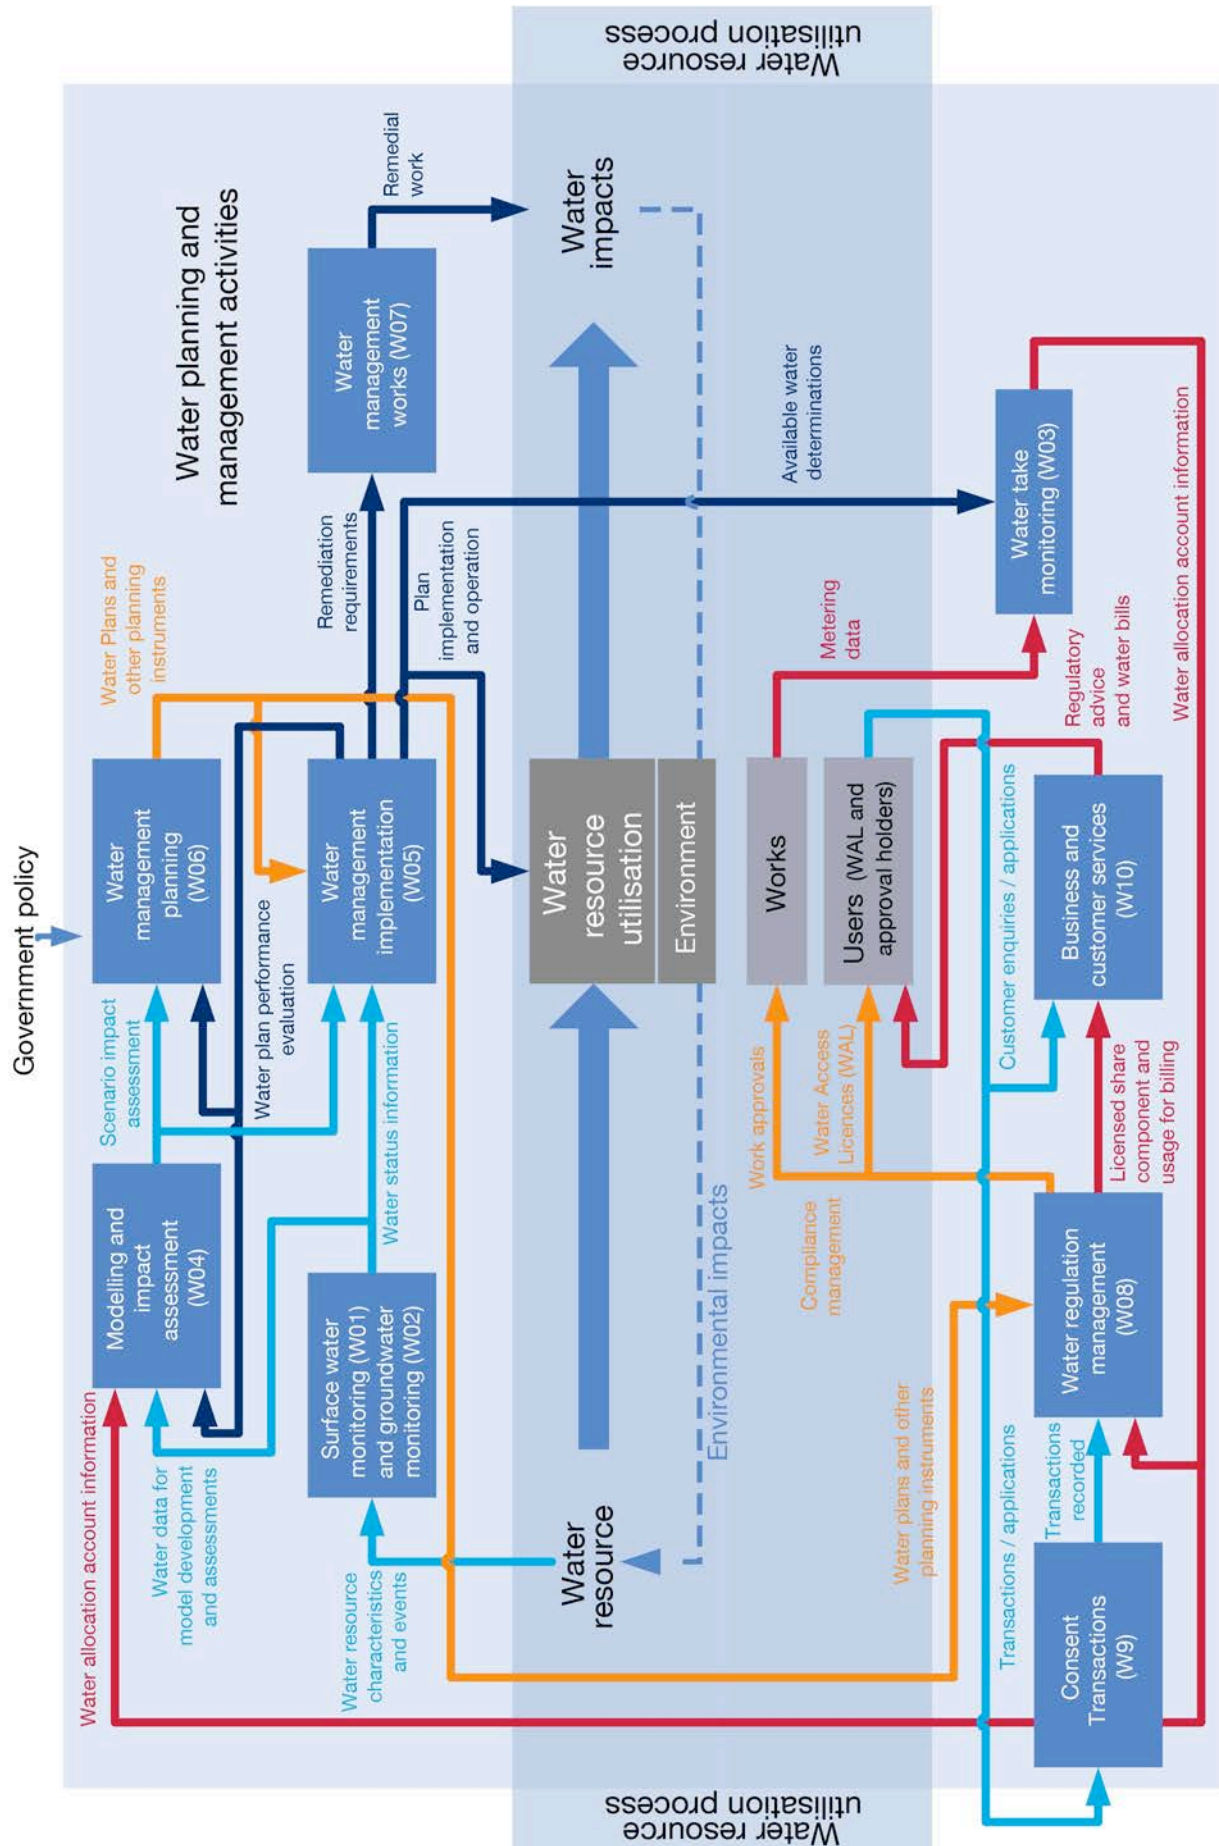 Government policy
Water planning and
management activities
Water allocation account information
Modelling and
impact
assessment
(W04)
Scenario impact
assessment
Water
management
planning
(W06)
Water Plans and
other planning
instruments
Water data for
model development
and assessments
Water plan performance
evaluation
Water resource
characteristics
and events
Surface water
monitoring (W01)
and groundwater
monitoring (W02)
Water status information
Water
management
implementation
(W05)
Remediation
requirements
Water
management
works (W07)
Remedial
work
Plan
implementation
and operation
Water resource
utilisation process
Water
resource
Water
resource
utilisation
Environment
Water
impacts
Water resource
utilisation process
Environmental impacts
Work approvals
Works
Metering
data
Available water
determinations
Compliance
management
Water Access
Licences (WAL)
Users (WAL and
approval holders)
Water plans and other
planning instruments
Transactions / applications
Customer enquiries / applications
Consent
Transactions
(W9)
Transactions
recorded
Water regulation
management
(W08)
Licensed share
component and
usage for billing
Business and
customer services
(W10)
Regulatory
advice
and water bills
Water take
monitoring (W03)
Water allocation account information